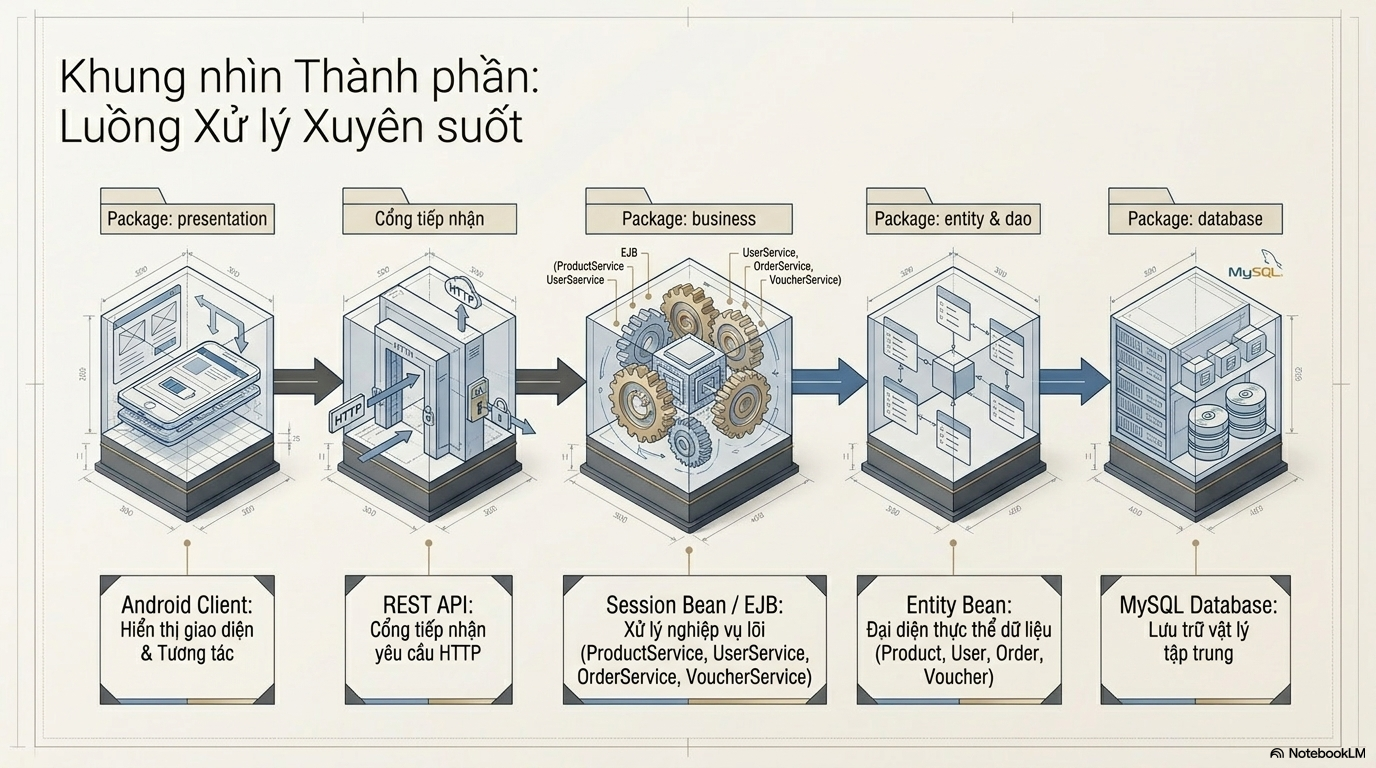 Khung nhìn Thành phần:
Luồng Xử lý Xuyên suốt
Package: presentation
Cổng tiếp nhận
Package: business
Package: entity & dao
Package: database
EJB
(ProductService
UserSaervice
UserService,
OrderService,
VoucherService)
HTTP
HTTP
MySQL
Android Client:
Hiển thị giao diện
& Tương tác
REST API:
Cổng tiếp nhận
yêu cầu HTTP
Session Bean / EJB:
Xử lý nghiệp vụ lõi
(ProductService, UserService,
OrderService, VoucherService)
Entity Bean:
Đại diện thực thể dữ liệu
(Product, User, Order,
Voucher)
MySQL Database:
Lưu trữ vật lý
tập trung
NotebookLM